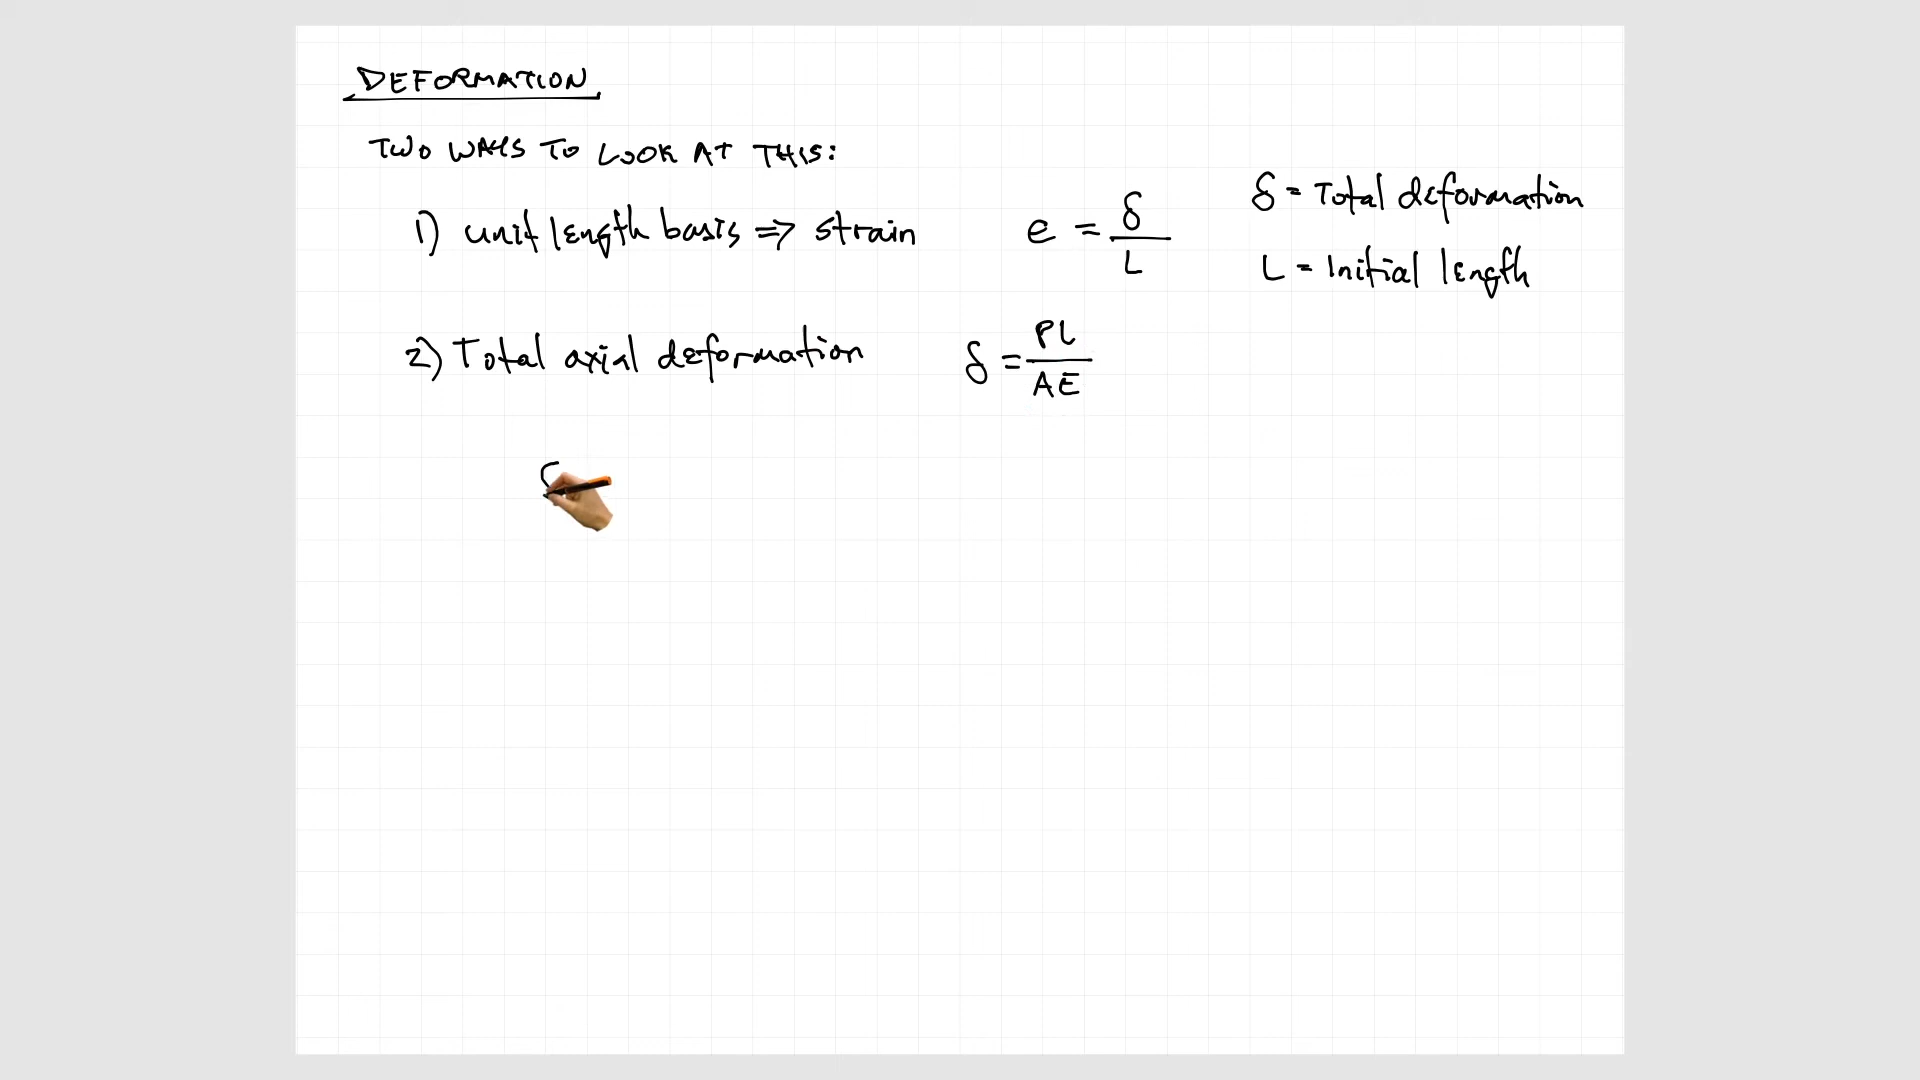 DEFORMATION
TWO WAYS TO LOOK AT THIS:
1) unit length basis => strain e = δ/L
δ = Total deformation
L = Initial length
2) Total axial deformation δ = PL/AE